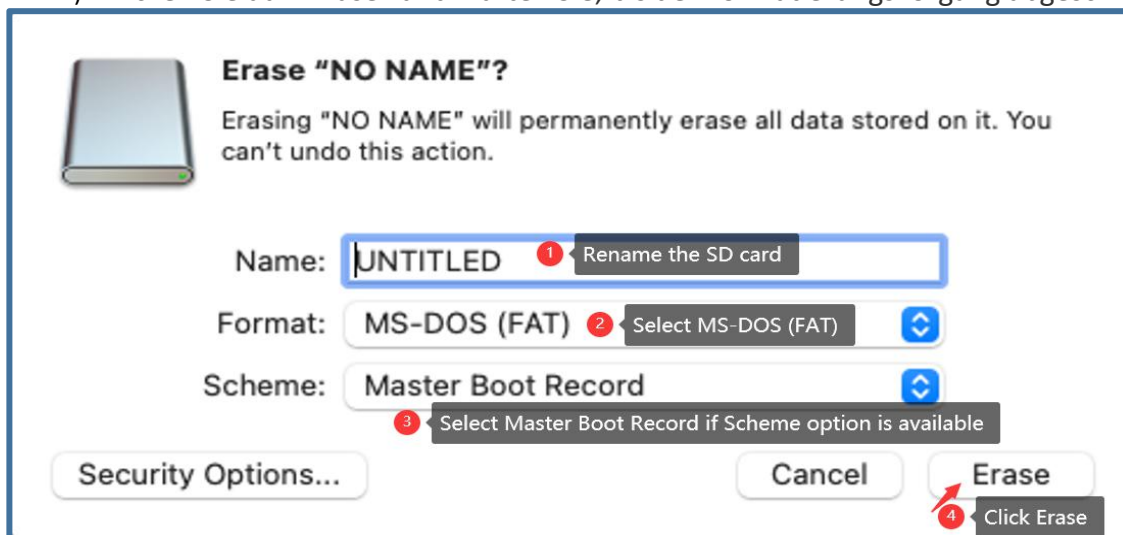 Erase “NO NAME”?
Erasing “NO NAME” will permanently erase all data stored on it. You
can’t undo this action.
Name: UNTITLED 1 Rename the SD card
Format: MS-DOS (FAT) 2 Select MS-DOS (FAT)
Scheme: Master Boot Record
3 Select Master Boot Record if Scheme option is available
Security Options... Cancel Erase
4 Click Erase